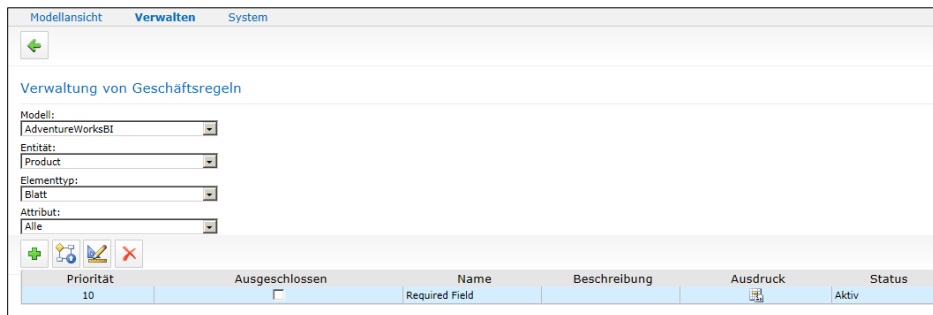 Modellansicht Verwalten System
Verwaltung von Geschäftsregeln
Modell:
AdventureWorksBI
Entität:
Product
Elementtyp:
Blatt
Attribut:
Alle
Priorität Ausgeschlossen Name Beschreibung Ausdruck Status
10 Required Field Aktiv